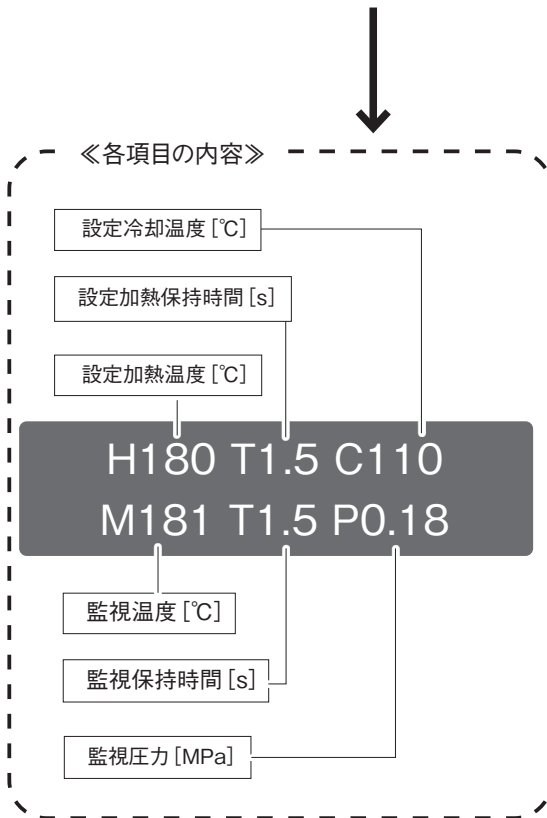 ≪各項目の内容≫
設定冷却温度[℃]
設定加熱保持時間[s]
設定加熱温度[℃]
H180 T1.5 C110
M181 T1.5 P0.18
監視温度[℃]
監視保持時間[s]
監視圧力[MPa]